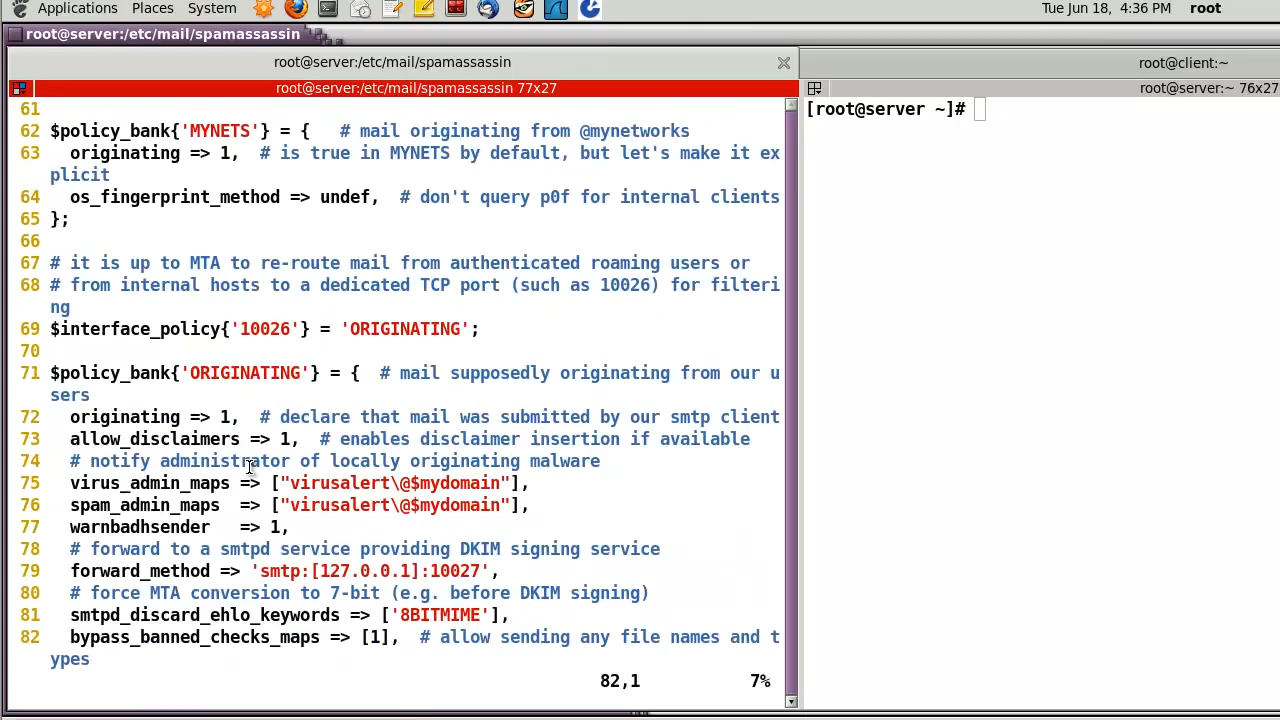 Applications Places System Tue Jun 18, 4:36 PM root
root@server:/etc/mail/spamassassin
root@server:/etc/mail/spamassassin root@client:~
root@server:/etc/mail/spamassassin 77x27 root@server:~ 76x27
[root@server ~]#
61
62 $policy_bank{'MYNETS'} = {   # mail originating from @mynetworks
63   originating => 1,  # is true in MYNETS by default, but let's make it ex
plicit
64   os_fingerprint_method => undef,  # don't query p0f for internal clients
65 };
66
67 # it is up to MTA to re-route mail from authenticated roaming users or
68 # from internal hosts to a dedicated TCP port (such as 10026) for filteri
ng
69 $interface_policy{'10026'} = 'ORIGINATING';
70
71 $policy_bank{'ORIGINATING'} = {  # mail supposedly originating from our u
sers
72   originating => 1,  # declare that mail was submitted by our smtp client
73   allow_disclaimers => 1,  # enables disclaimer insertion if available
74   # notify administrator of locally originating malware
75   virus_admin_maps => ["virusalert\@$mydomain"],
76   spam_admin_maps  => ["virusalert\@$mydomain"],
77   warnbadhsender   => 1,
78   # forward to a smtpd service providing DKIM signing service
79   forward_method => 'smtp:[127.0.0.1]:10027',
80   # force MTA conversion to 7-bit (e.g. before DKIM signing)
81   smtpd_discard_ehlo_keywords => ['8BITMIME'],
82   bypass_banned_checks_maps => [1],  # allow sending any file names and t
ypes
82,1 7%